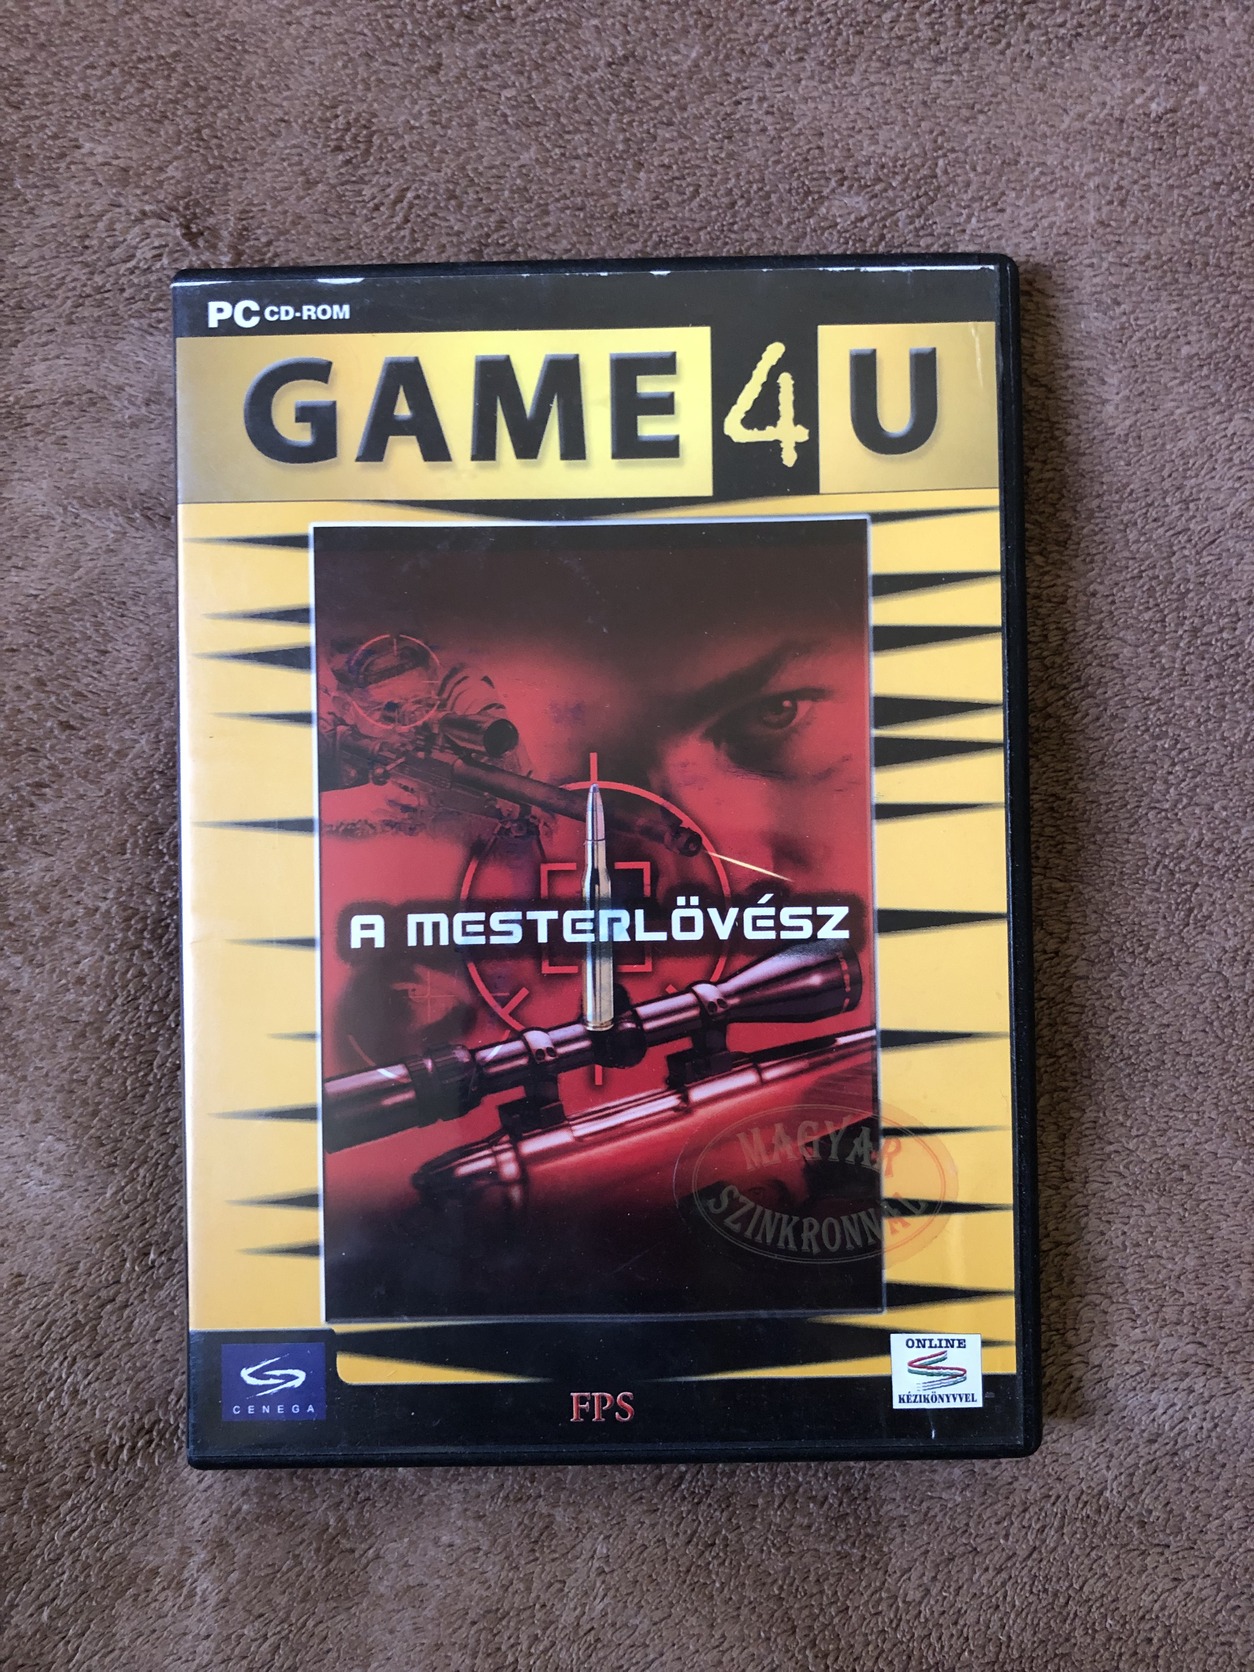 PC CD-ROM
GAME 4 U
A MESTERLÖVÉSZ
MAGYAR
SZINKRONNAL
CENEGA
FPS
ONLINE
KÉZIKÖNYVVEL